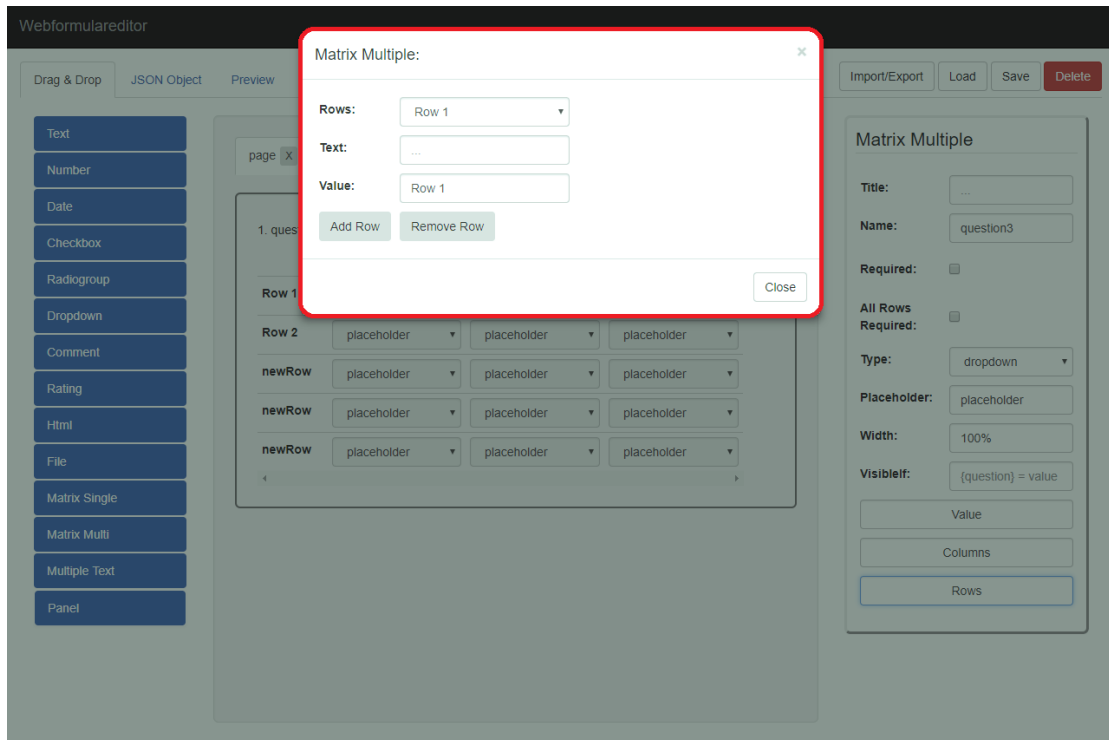 Webformulareditor
Drag & Drop
JSON Object
Preview
Import/Export
Load
Save
Delete
Matrix Multiple:
×
Rows:
Row 1
Text:
...
Value:
Row 1
Add Row
Remove Row
Close
Text
Number
Date
Checkbox
Radiogroup
Dropdown
Comment
Rating
Html
File
Matrix Single
Matrix Multi
Multiple Text
Panel
page X
1. ques
Row 1
Row 2 placeholder placeholder placeholder
newRow placeholder placeholder placeholder
newRow placeholder placeholder placeholder
newRow placeholder placeholder placeholder
Matrix Multiple
Title:
...
Name:
question3
Required:
All Rows
Required:
Type:
dropdown
Placeholder:
placeholder
Width:
100%
VisibleIf:
{question} = value
Value
Columns
Rows